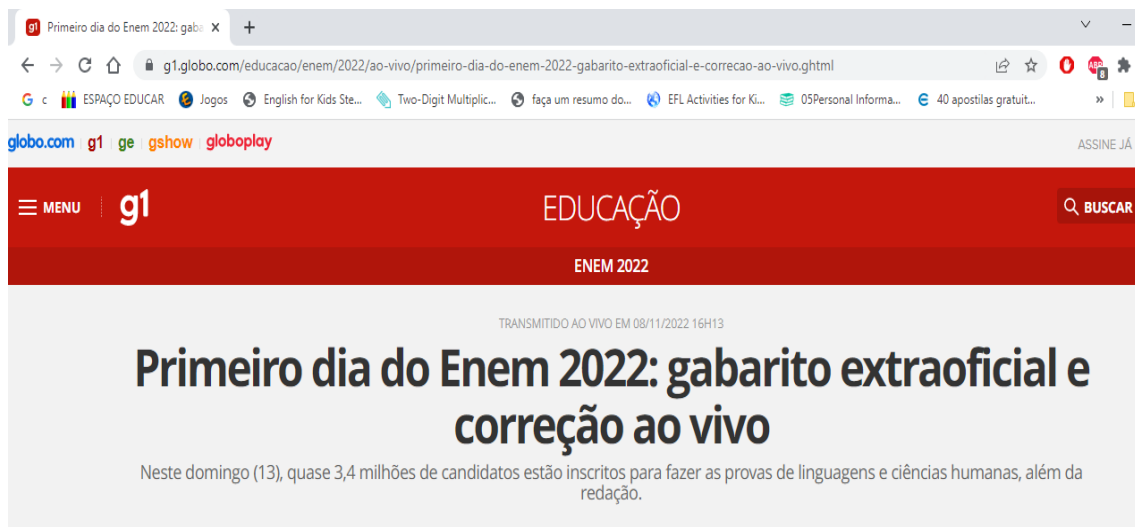 g1 Primeiro dia do Enem 2022: gaba
g1.globo.com/educacao/enem/2022/ao-vivo/primeiro-dia-do-enem-2022-gabarito-extraoficial-e-correcao-ao-vivo.ghtml ABP 8
G c ESPAÇO EDUCAR Jogos English for Kids Ste... Two-Digit Multiplic... faça um resumo do... EFL Activities for Ki... 05Personal Informa... 40 apostilas gratuit... »
globo.com g1 ge gshow globoplay ASSINE JÁ
MENU g1 EDUCAÇÃO BUSCAR
ENEM 2022
TRANSMITIDO AO VIVO EM 08/11/2022 16H13
Primeiro dia do Enem 2022: gabarito extraoficial e
correção ao vivo
Neste domingo (13), quase 3,4 milhões de candidatos estão inscritos para fazer as provas de linguagens e ciências humanas, além da
redação.